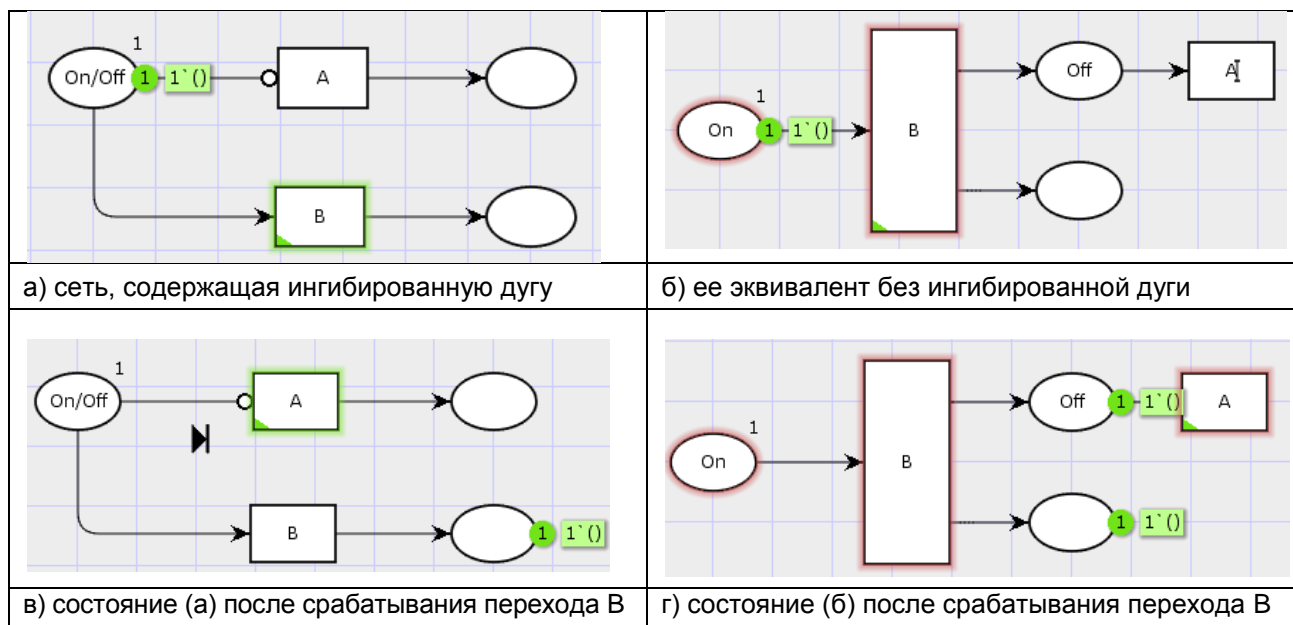 1
On/Off 1 1`() A
B
а) сеть, содержащая ингибированную дугу
Off A
1
On 1 1`() B
б) ее эквивалент без ингибированной дуги
1
On/Off A
B 1 1`()
в) состояние (а) после срабатывания перехода В
Off 1 1`() A
1
On B
1 1`()
г) состояние (б) после срабатывания перехода В